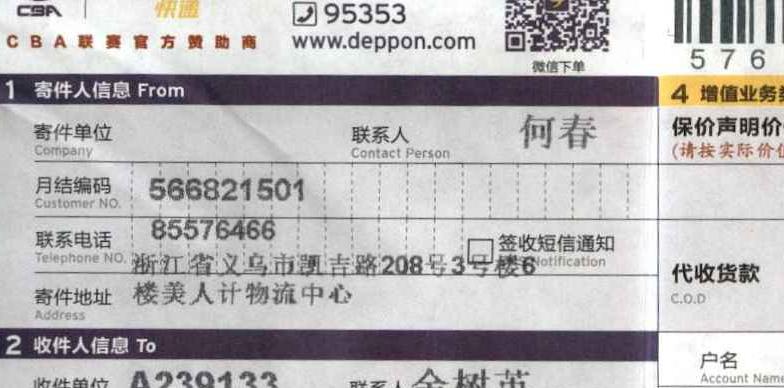 CBA 快递 95353
CBA联赛官方赞助商 www.deppon.com
微信下单
576
1 寄件人信息 From
4 增值业务
寄件单位 Company 联系人 Contact Person 何春
保价声明价
(请按实际价值
月结编码 Customer NO. 566821501
联系电话 Telephone NO. 85576466 签收短信通知 Notification
浙江省义乌市凯吉路208号3号楼6
寄件地址 Address 楼美人计物流中心
代收货款
C.O.D
2 收件人信息 To
户名
Account Name
收件单位 A239133 联系人 金树英